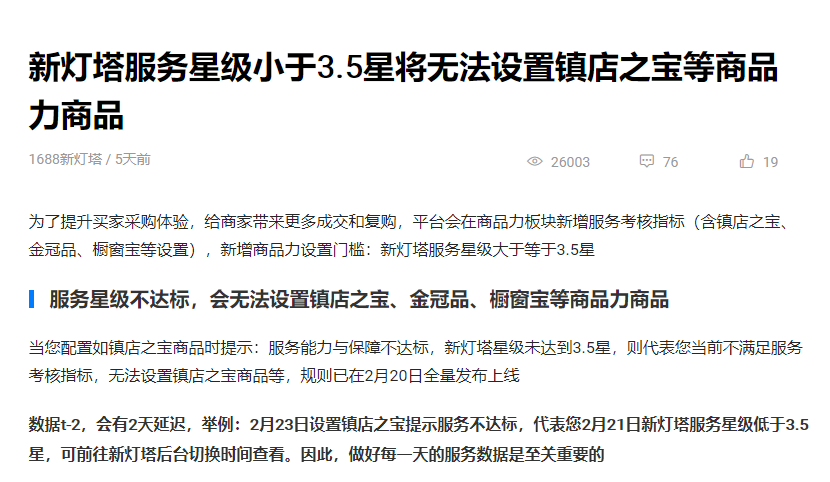 新灯塔服务星级小于3.5星将无法设置镇店之宝等商品
力商品
1688新灯塔 / 5天前
26003
76
19
为了提升买家采购体验，给商家带来更多成交和复购，平台会在商品力板块新增服务考核指标（含镇店之宝、
金冠品、橱窗宝等设置），新增商品力设置门槛：新灯塔服务星级大于等于3.5星
服务星级不达标，会无法设置镇店之宝、金冠品、橱窗宝等商品力商品
当您配置如镇店之宝商品时提示：服务能力与保障不达标，新灯塔星级未达到3.5星，则代表您当前不满足服务
考核指标，无法设置镇店之宝商品等，规则已在2月20日全量发布上线
数据t-2，会有2天延迟，举例：2月23日设置镇店之宝提示服务不达标，代表您2月21日新灯塔服务星级低于3.5
星，可前往新灯塔后台切换时间查看。因此，做好每一天的服务数据是至关重要的